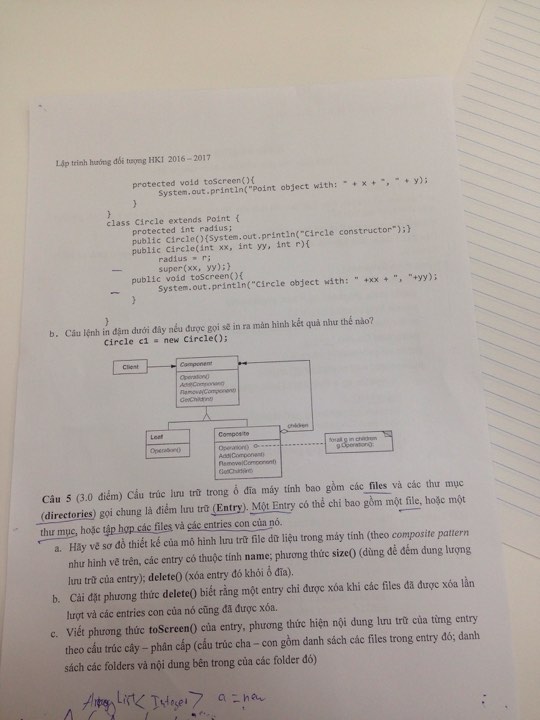 Lập trình hướng đối tượng HKI 2016 – 2017
protected void toScreen(){
System.out.println("Point object with: " + x + ", " + y);
}
}
class Circle extends Point {
protected int radius;
public Circle(){System.out.println("Circle constructor");}
public Circle(int xx, int yy, int r){
radius = r;
super(xx, yy);}
public void toScreen(){
System.out.println("Circle object with: " +xx + ", "+yy);
}
}
b. Câu lệnh in đậm dưới đây nếu được gọi sẽ in ra màn hình kết quả như thế nào?
Circle c1 = new Circle();
Client
Component
Operation()
Add(Component)
Remove(Component)
GetChild(int)
children
Leaf
Operation()
Composite
Operation()
Add(Component)
Remove(Component)
GetChild(int)
forall g in children
g.Operation();
Câu 5 (3.0 điểm) Cấu trúc lưu trữ trong ổ đĩa máy tính bao gồm các files và các thư mục
(directories) gọi chung là điểm lưu trữ (Entry). Một Entry có thể chỉ bao gồm một file, hoặc một
thư mục, hoặc tập hợp các files và các entries con của nó.
a. Hãy vẽ sơ đồ thiết kế của mô hình lưu trữ file dữ liệu trong máy tính (theo composite pattern
như hình vẽ trên, các entry có thuộc tính name; phương thức size() (dùng để đếm dung lượng
lưu trữ của entry); delete() (xóa entry đó khỏi ổ đĩa).
b. Cài đặt phương thức delete() biết rằng một entry chỉ được xóa khi các files đã được xóa lần
lượt và các entries con của nó cũng đã được xóa.
c. Viết phương thức toScreen() của entry, phương thức hiện nội dung lưu trữ của từng entry
theo cấu trúc cây – phân cấp (cấu trúc cha – con gồm danh sách các files trong entry đó; danh
sách các folders và nội dung bên trong của các folder đó)
ArrayList< Integer> a = new